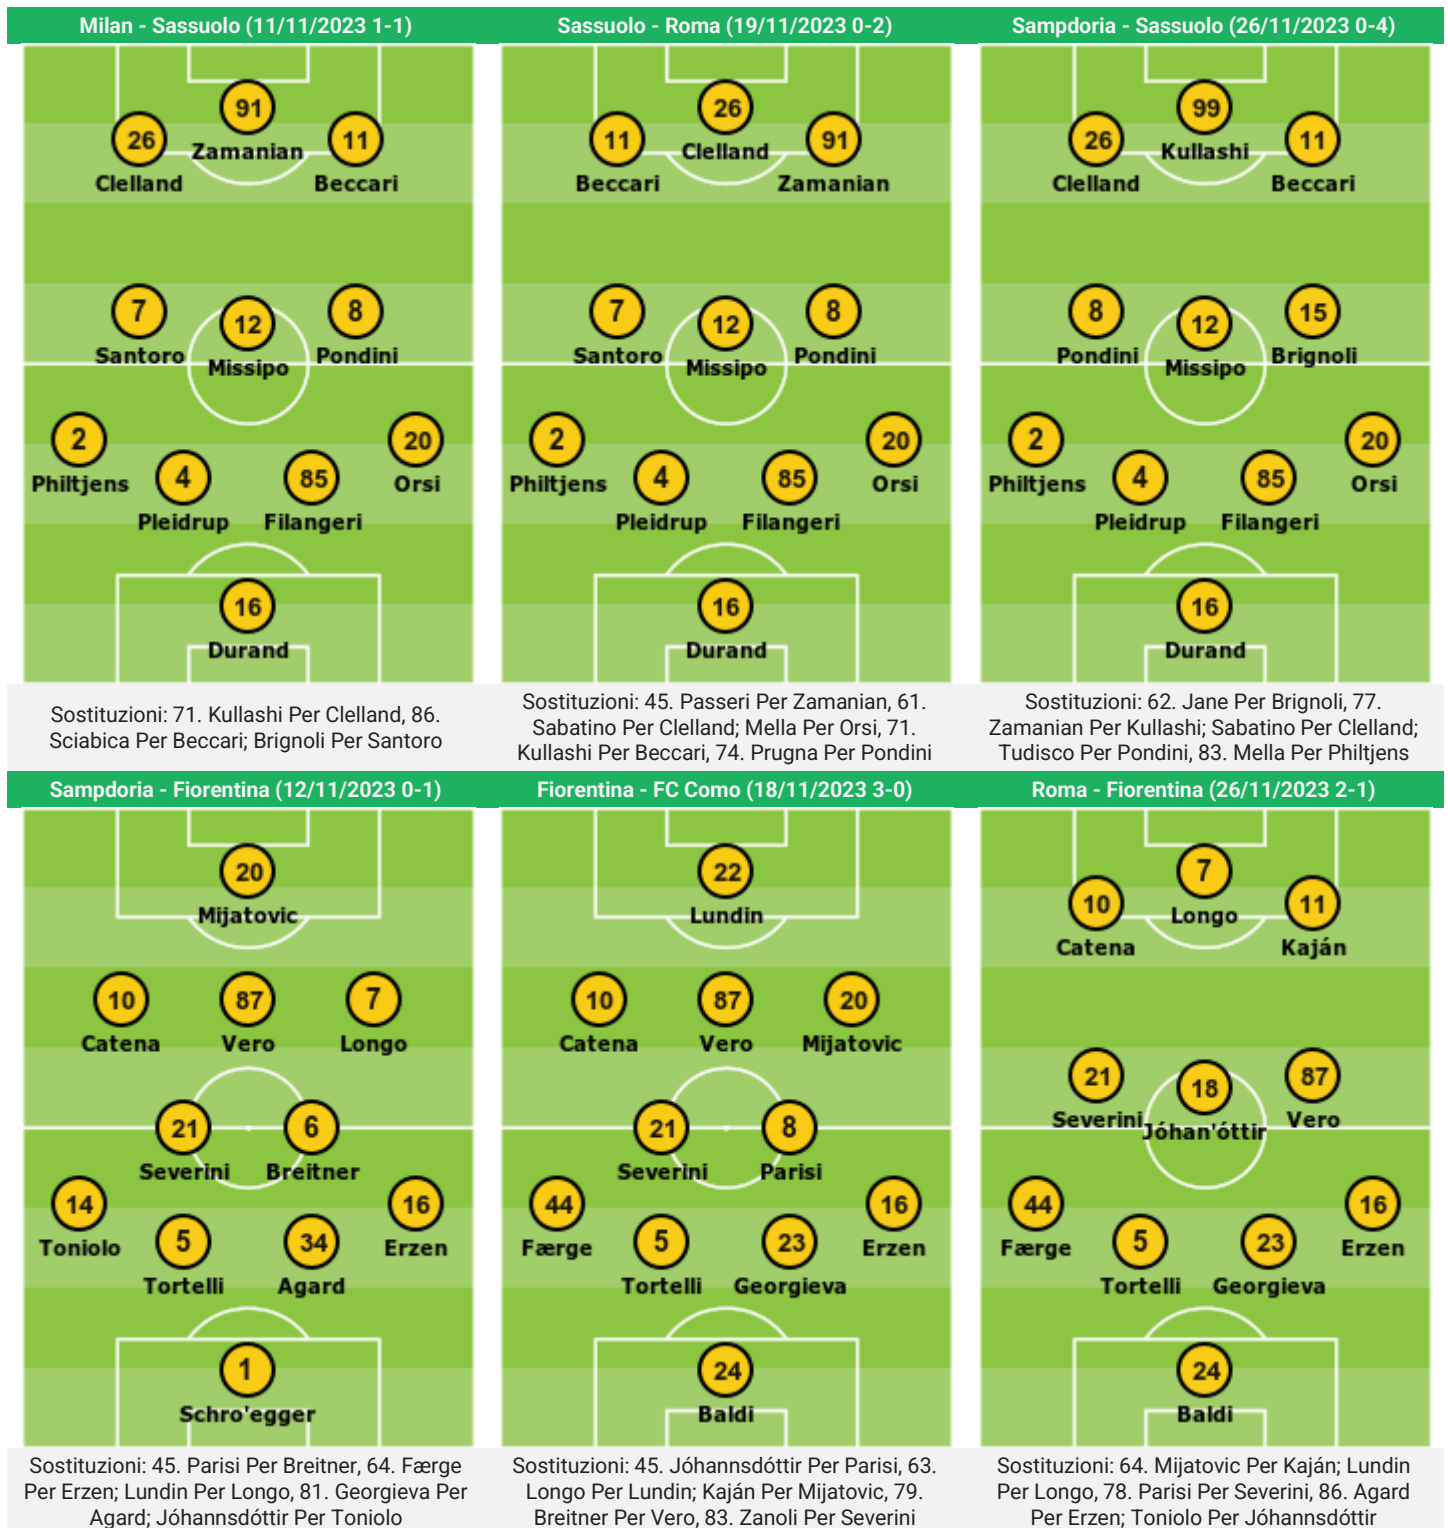 Milan - Sassuolo (11/11/2023 1-1)
91
26
Zamanian
11
Clelland
Beccari
7
12
8
Santoro
Missipo
Pondini
2
4
85
20
Philtjens
Pleidrup
Filangeri
Orsi
16
Durand
Sostituzioni: 71. Kullashi Per Clelland, 86.
Sciabica Per Beccari; Brignoli Per Santoro
Sassuolo - Roma (19/11/2023 0-2)
26
11
Clelland
91
Beccari
Zamanian
7
12
8
Santoro
Missipo
Pondini
2
4
85
20
Philtjens
Pleidrup
Filangeri
Orsi
16
Durand
Sostituzioni: 45. Passeri Per Zamanian, 61.
Sabatino Per Clelland; Mella Per Orsi, 71.
Kullashi Per Beccari, 74. Prugna Per Pondini
Sampdoria - Sassuolo (26/11/2023 0-4)
99
26
Kullashi
11
Clelland
Beccari
8
12
15
Pondini
Missipo
Brignoli
2
4
85
20
Philtjens
Pleidrup
Filangeri
Orsi
16
Durand
Sostituzioni: 62. Jane Per Brignoli, 77.
Zamanian Per Kullashi; Sabatino Per Clelland;
Tudisco Per Pondini, 83. Mella Per Philtjens
Sampdoria - Fiorentina (12/11/2023 0-1)
20
Mijatovic
10
87
7
Catena
Vero
Longo
21
6
Severini
Breitner
14
5
34
16
Toniolo
Tortelli
Agard
Erzen
1
Schro'egger
Sostituzioni: 45. Parisi Per Breitner, 64. Færge
Per Erzen; Lundin Per Longo, 81. Georgieva Per
Agard; Jóhannsdóttir Per Toniolo
Fiorentina - FC Como (18/11/2023 3-0)
22
Lundin
10
87
20
Catena
Vero
Mijatovic
21
8
Severini
Parisi
44
5
23
16
Færge
Tortelli
Georgieva
Erzen
24
Baldi
Sostituzioni: 45. Jóhannsdóttir Per Parisi, 63.
Longo Per Lundin; Kaján Per Mijatovic, 79.
Breitner Per Vero, 83. Zanoli Per Severini
Roma - Fiorentina (26/11/2023 2-1)
7
10
Longo
11
Catena
Kaján
21
18
87
Severini
Jóhan'óttir
Vero
44
5
23
16
Færge
Tortelli
Georgieva
Erzen
24
Baldi
Sostituzioni: 64. Mijatovic Per Kaján; Lundin
Per Longo, 78. Parisi Per Severini, 86. Agard
Per Erzen; Toniolo Per Jóhannsdóttir